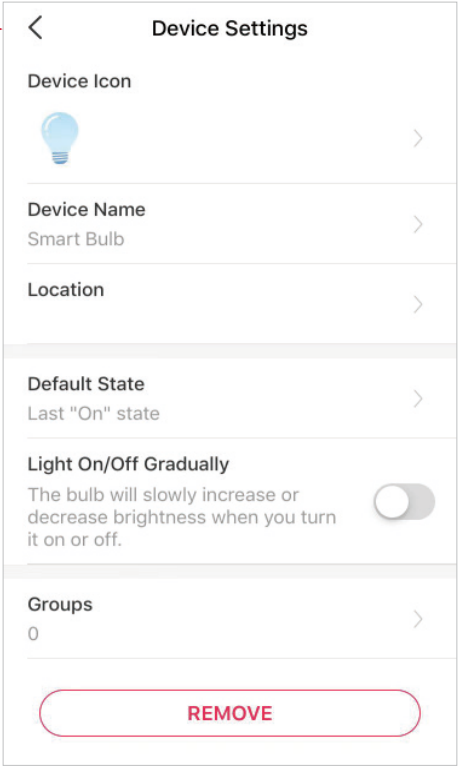 Device Settings
Device Icon
Device Name
Smart Bulb
Location
Default State
Last "On" state
Light On/Off Gradually
The bulb will slowly increase or
decrease brightness when you turn
it on or off.
Groups
0
REMOVE